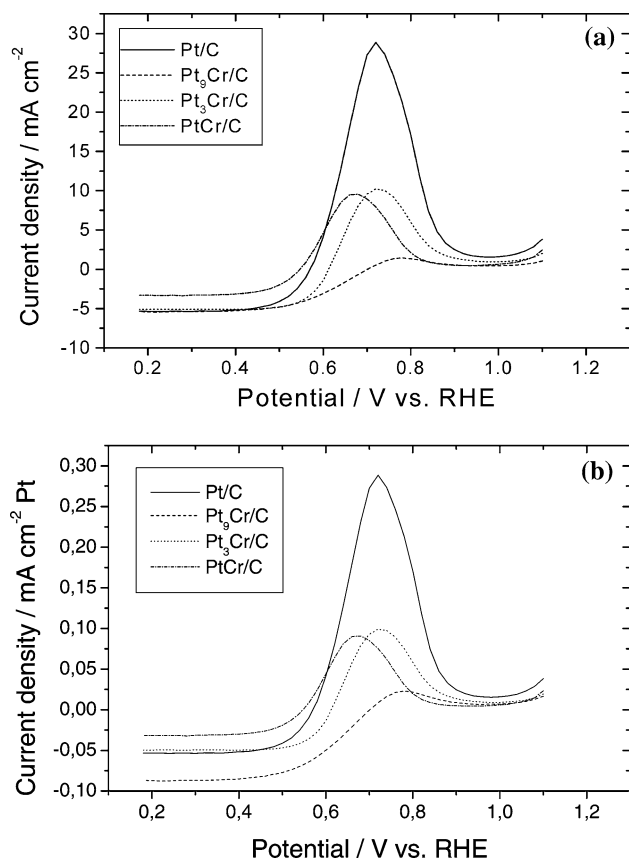 (a)
Pt/C
Pt₉Cr/C
Pt₃Cr/C
PtCr/C
30
25
20
15
10
5
0
-5
-10
Current density / mA cm⁻²
0.2 0.4 0.6 0.8 1.0 1.2
Potential / V vs. RHE
(b)
Pt/C
Pt₉Cr/C
Pt₃Cr/C
PtCr/C
0,30
0,25
0,20
0,15
0,10
0,05
0,00
-0,05
-0,10
Current density / mA cm⁻² Pt
0,2 0,4 0,6 0,8 1,0 1,2
Potential / V vs. RHE